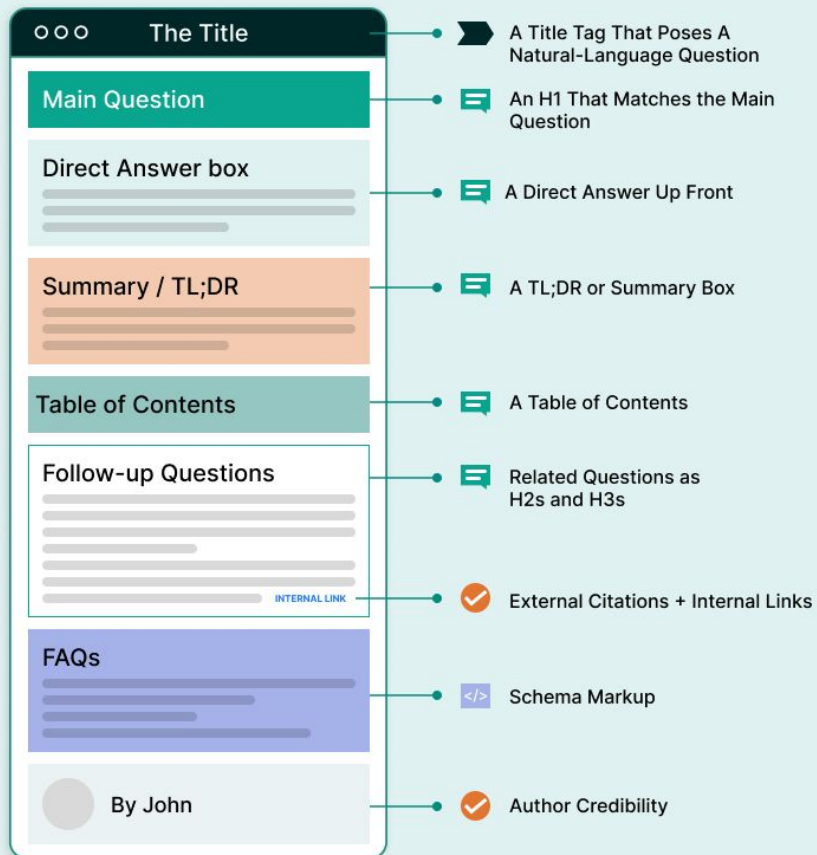 The Title
A Title Tag That Poses A
Natural-Language Question
Main Question
An H1 That Matches the Main
Question
Direct Answer box
A Direct Answer Up Front
Summary / TL;DR
A TL;DR or Summary Box
Table of Contents
A Table of Contents
Follow-up Questions
Related Questions as
H2s and H3s
INTERNAL LINK
External Citations + Internal Links
FAQs
</>
Schema Markup
By John
Author Credibility